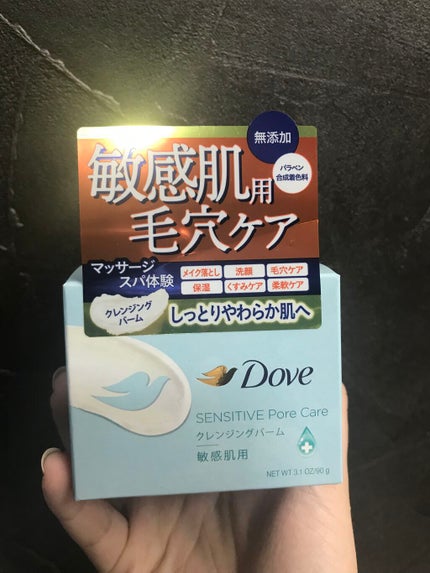 無添加
パラベン
合成着色料
敏感肌用
毛穴ケア
マッサージ
スパ体験
メイク落とし 洗顔 毛穴ケア
保湿 くすみケア 柔軟ケア
クレンジング
バーム
しっとりやわらか肌へ
Dove
SENSITIVE Pore Care
クレンジングバーム
敏感肌用
NET WT 3.1 OZ/90 g